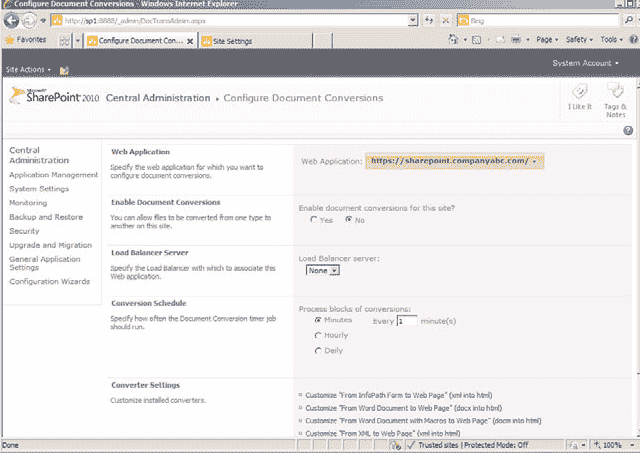 Configure Document Conversions - Windows Internet Explorer
http://sp1:8888/_admin/DocTransAdmin.aspx
Bing
Favorites
Configure Document Con...
Site Settings
Page
Safety
Tools
Site Actions
System Account
Microsoft
SharePoint 2010
Central Administration
Configure Document Conversions
I Like It
Tags & Notes
Central Administration
Application Management
System Settings
Monitoring
Backup and Restore
Security
Upgrade and Migration
General Application Settings
Configuration Wizards
Web Application
Specify the web application for which you want to
configure document conversions.
Web Application: https://sharepoint.companyabc.com/
Enable Document Conversions
You can allow files to be converted from one type to
another on this site.
Enable document conversions for this site?
Yes No
Load Balancer Server
Specify the Load Balancer with which to associate this
Web application.
Load Balancer server:
None
Conversion Schedule
Specify how often the Document Conversion timer job
should run.
Process blocks of conversions:
Minutes Every 1 minute(s)
Hourly
Daily
Converter Settings
Customize installed converters.
Customize "From InfoPath Form to Web Page" (xml into html)
Customize "From Word Document to Web Page" (docx into html)
Customize "From Word Document with Macros to Web Page" (docm into html)
Customize "From XML to Web Page" (xml into html)
Done
Trusted sites | Protected Mode: Off
100%